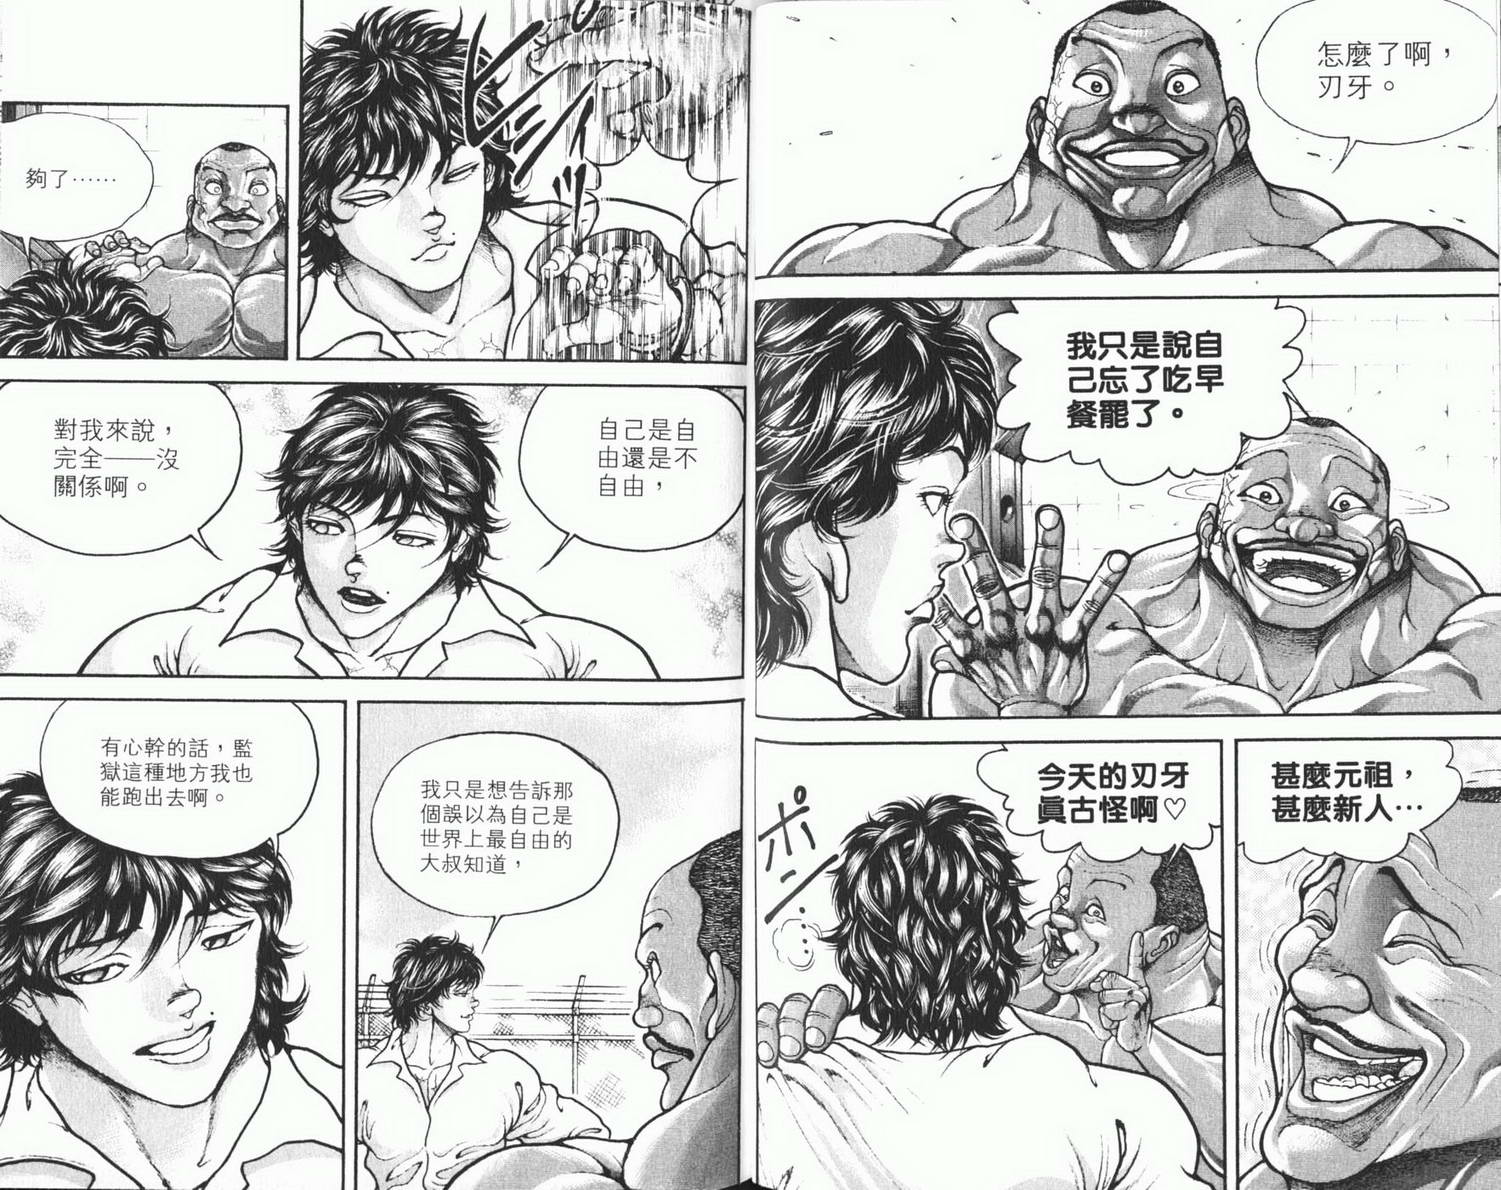 怎麼了啊，
刃牙。
我只是說自
己忘了吃早
餐罷了。
甚麼元祖，
甚麼新人…
今天的刃牙
真古怪啊♡
ポン…
ピシィッ
夠了……
自己是自
由還是不
自由，
對我來說，
完全——沒
關係啊。
我只是想告訴那
個誤以為自己是
世界上最自由的
大叔知道，
有心幹的話，監
獄這種地方我也
能跑出去啊。